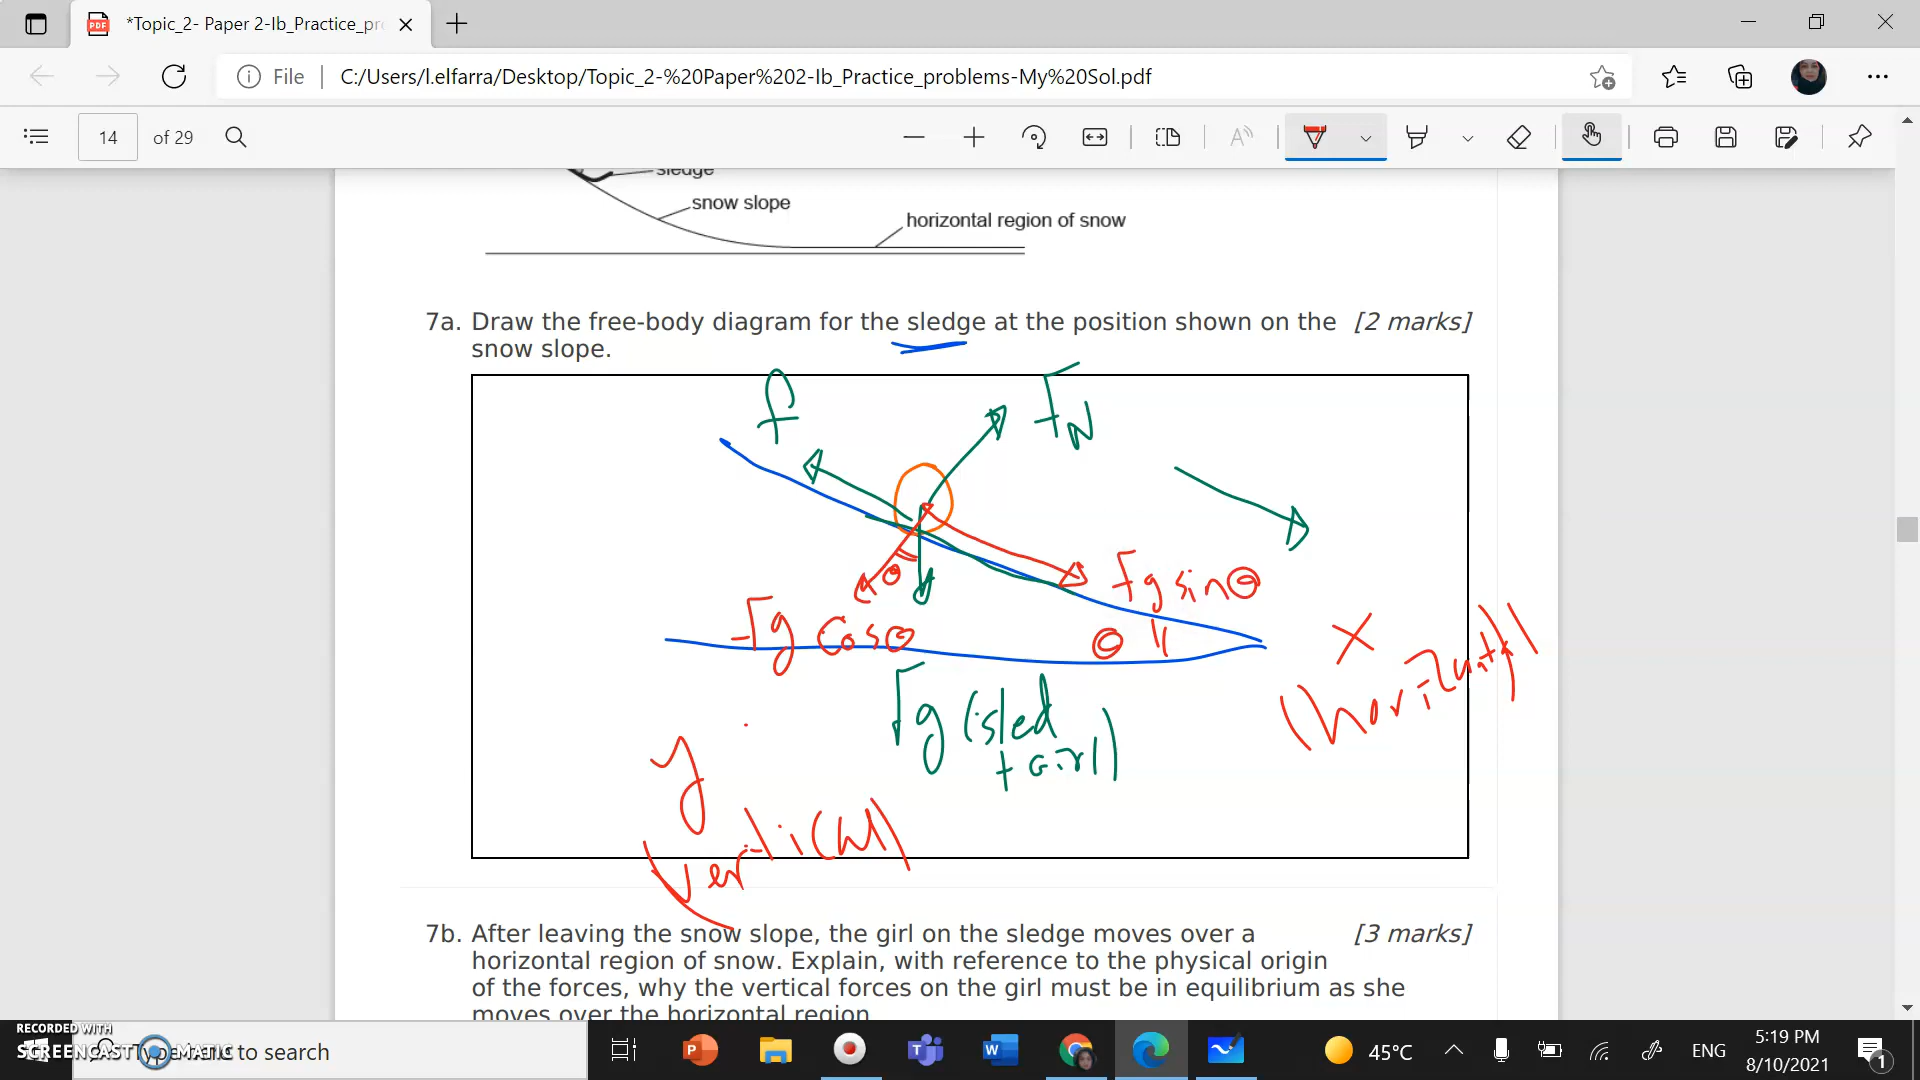 *Topic_2- Paper 2-Ib_Practice_pr
File
C:/Users/l.elfarra/Desktop/Topic_2-%20Paper%202-Ib_Practice_problems-My%20Sol.pdf
14 of 29
sledge
snow slope
horizontal region of snow
7a. Draw the free-body diagram for the sledge at the position shown on the [2 marks]
snow slope.
f
FN
Fg sinθ
θ
Fg cosθ
θ
x
(horizontal)
Fg (sled
+ Girl)
y
(vertical)
7b. After leaving the snow slope, the girl on the sledge moves over a [3 marks]
horizontal region of snow. Explain, with reference to the physical origin
of the forces, why the vertical forces on the girl must be in equilibrium as she
moves over the horizontal region
RECORDED WITH
SCREENCAST MATIC
Type here to search
45°C
ENG
5:19 PM
8/10/2021
1